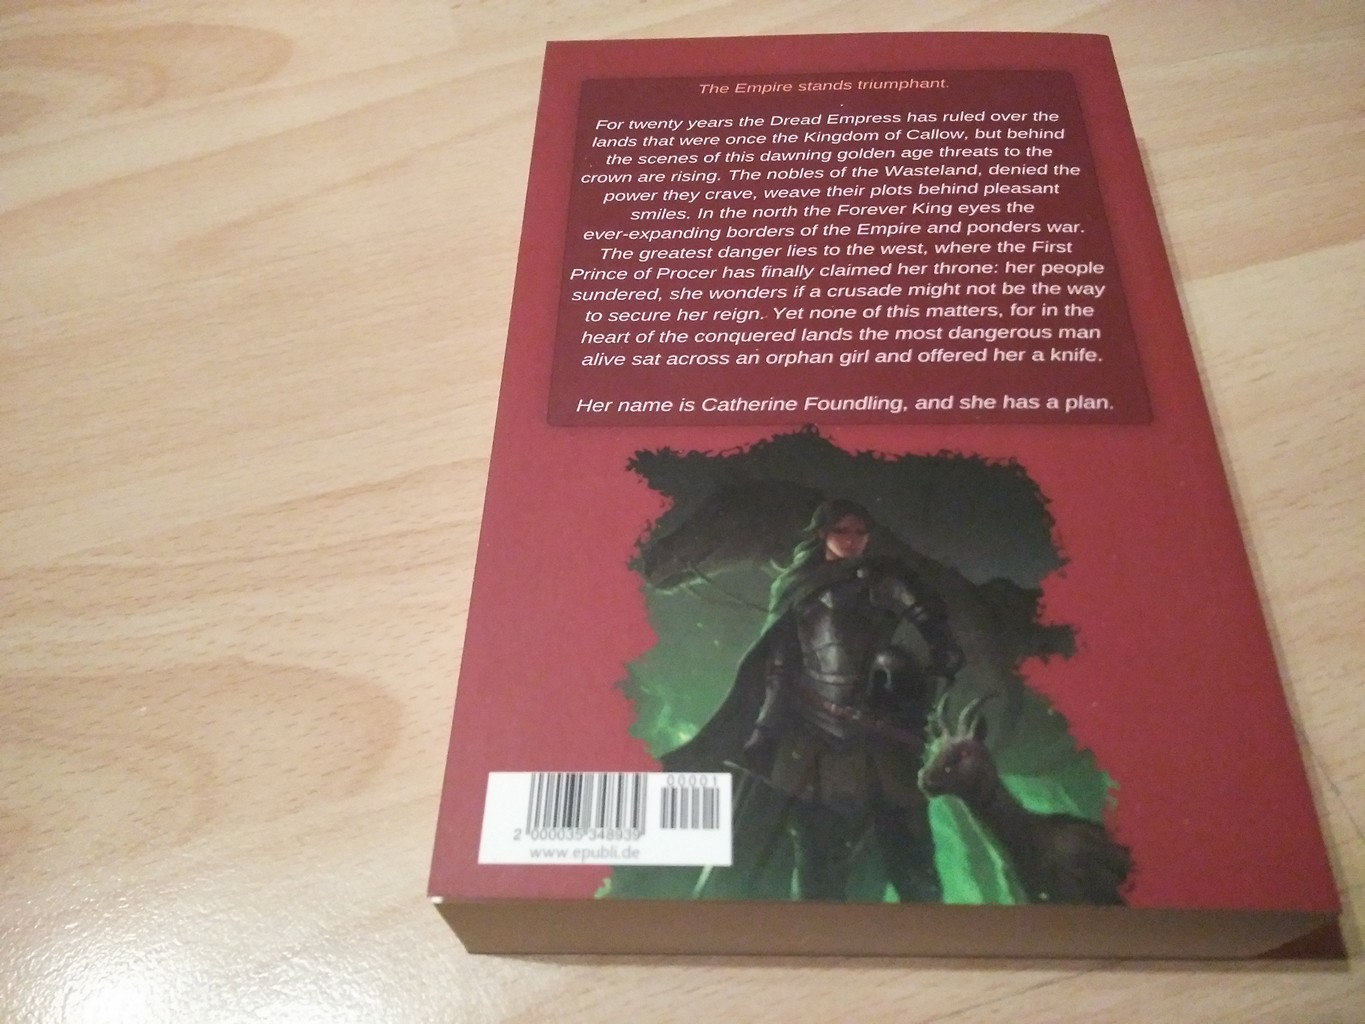 The Empire stands triumphant.
For twenty years the Dread Empress has ruled over the
lands that were once the Kingdom of Callow, but behind
the scenes of this dawning golden age threats to the
crown are rising. The nobles of the Wasteland, denied the
power they crave, weave their plots behind pleasant
smiles. In the north the Forever King eyes the
ever-expanding borders of the Empire and ponders war.
The greatest danger lies to the west, where the First
Prince of Procer has finally claimed her throne: her people
sundered, she wonders if a crusade might not be the way
to secure her reign. Yet none of this matters, for in the
heart of the conquered lands the most dangerous man
alive sat across an orphan girl and offered her a knife.
Her name is Catherine Foundling, and she has a plan.
00001
2 000035 348939
www.epubli.de